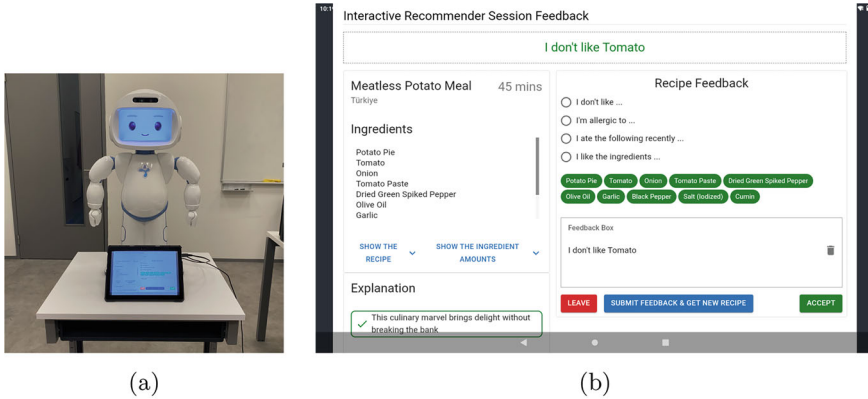 10:19
Interactive Recommender Session Feedback
I don't like Tomato
Meatless Potato Meal 45 mins
Türkiye
Ingredients
Potato Pie
Tomato
Onion
Tomato Paste
Dried Green Spiked Pepper
Olive Oil
Garlic
SHOW THE RECIPE
SHOW THE INGREDIENT AMOUNTS
Explanation
This culinary marvel brings delight without
breaking the bank
Recipe Feedback
I don't like ...
I'm allergic to ...
I ate the following recently ...
I like the ingredients ...
Potato Pie Tomato Onion Tomato Paste Dried Green Spiked Pepper
Olive Oil Garlic Black Pepper Salt (Iodized) Cumin
Feedback Box
I don't like Tomato
LEAVE SUBMIT FEEDBACK & GET NEW RECIPE ACCEPT
(a)
(b)